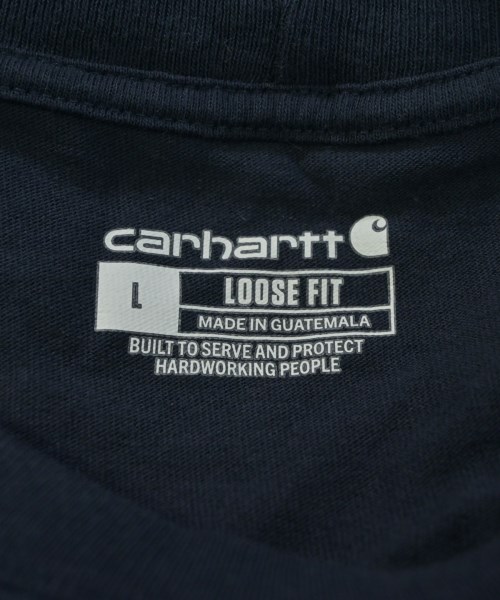 carhartt
L
LOOSE FIT
MADE IN GUATEMALA
BUILT TO SERVE AND PROTECT
HARDWORKING PEOPLE